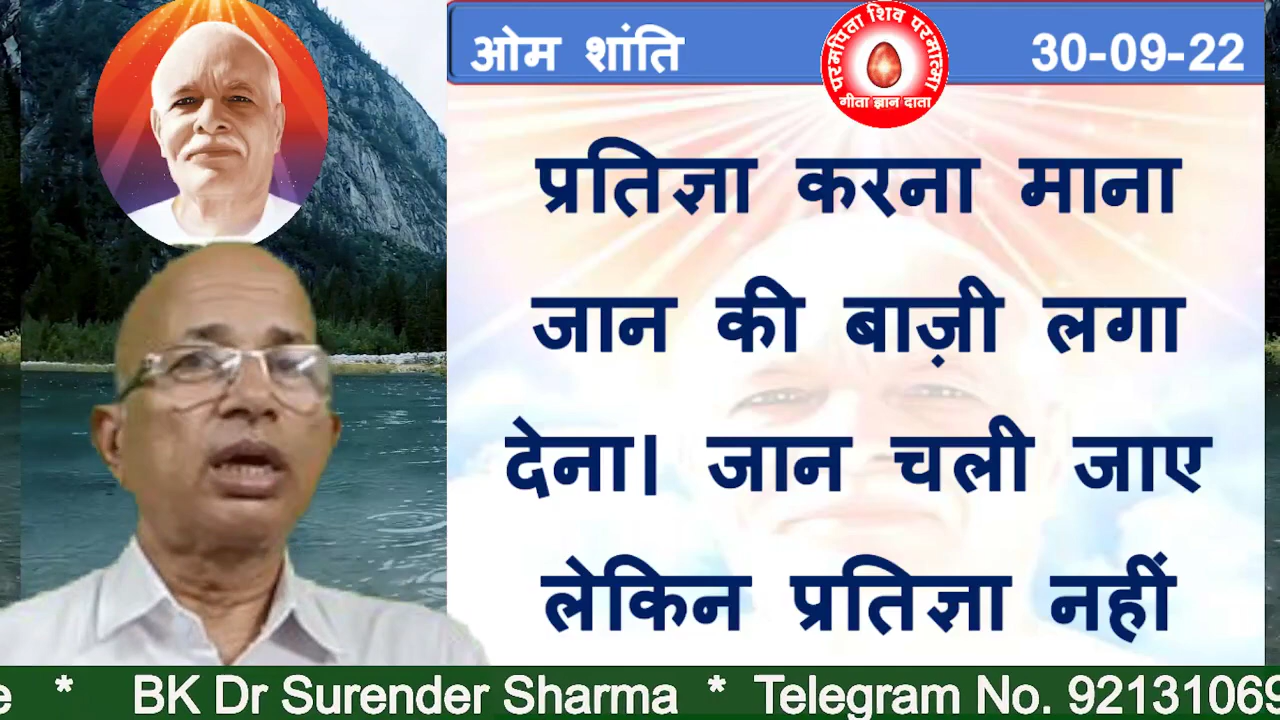 ओम शांति
परमपिता शिव परमात्मा
गीता ज्ञान दाता
30-09-22
प्रतिज्ञा करना माना
जान की बाज़ी लगा
देना। जान चली जाए
लेकिन प्रतिज्ञा नहीं
e * BK Dr Surender Sharma * Telegram No. 92131069